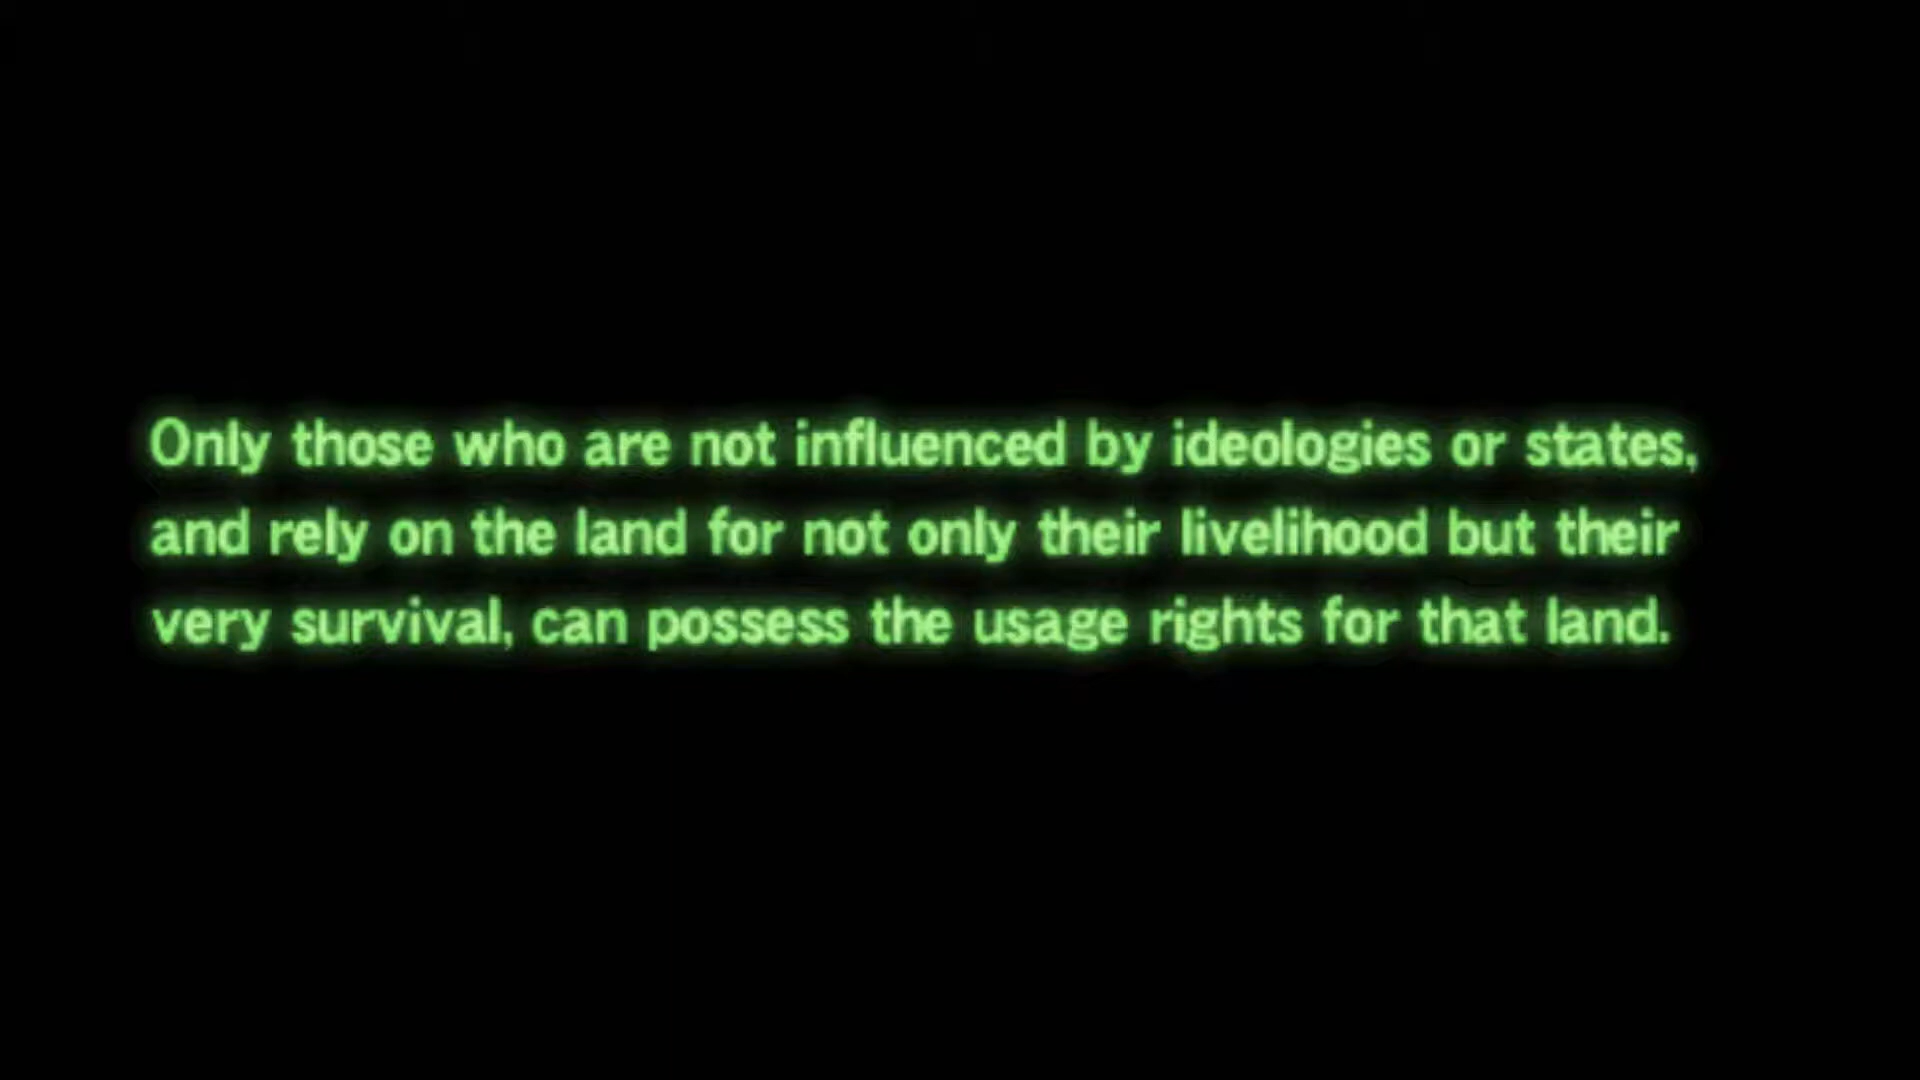 Only those who are not influenced by ideologies or states,
and rely on the land for not only their livelihood but their
very survival, can possess the usage rights for that land.